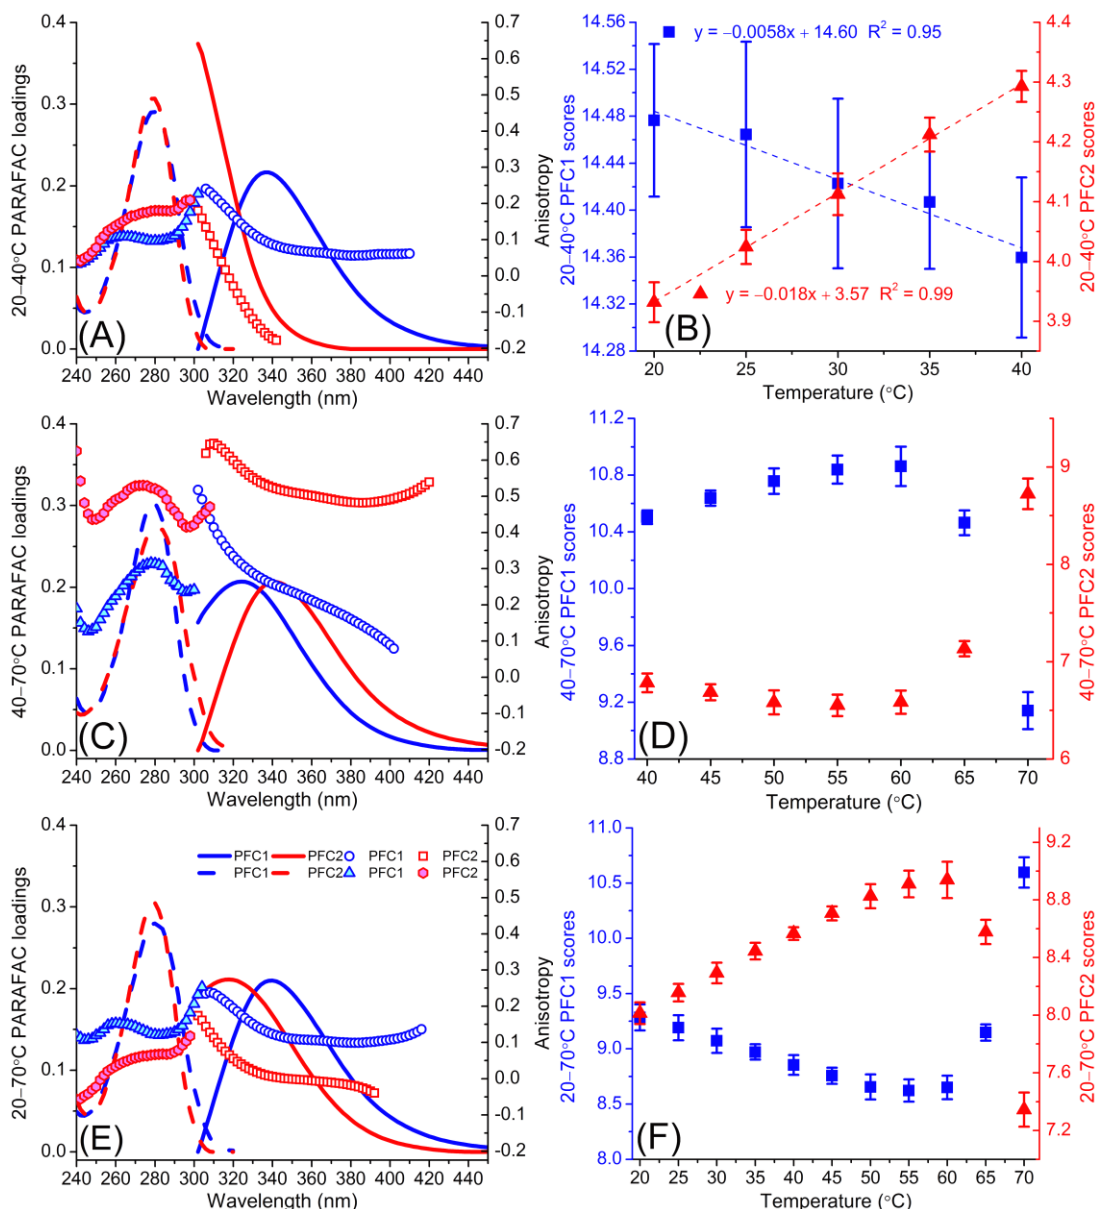 0.4
0.3
0.2
0.1
0.0
20–40°C PARAFAC loadings
0.7
0.6
0.5
0.4
0.3
0.2
0.1
0.0
-0.1
-0.2
Anisotropy
(A)
240 260 280 300 320 340 360 380 400 420 440
Wavelength (nm)
14.56
14.52
14.48
14.44
14.40
14.36
14.32
14.28
20–40°C PFC1 scores
y = −0.0058x + 14.60 R² = 0.95
y = −0.018x + 3.57 R² = 0.99
4.4
4.3
4.2
4.1
4.0
3.9
20–40°C PFC2 scores
(B)
20 25 30 35 40
Temperature (°C)
0.4
0.3
0.2
0.1
0.0
40–70°C PARAFAC loadings
0.7
0.6
0.5
0.4
0.3
0.2
0.1
0.0
-0.1
-0.2
Anisotropy
(C)
240 260 280 300 320 340 360 380 400 420 440
Wavelength (nm)
11.2
10.8
10.4
10.0
9.6
9.2
8.8
40–70°C PFC1 scores
9
8
7
6
40–70°C PFC2 scores
(D)
40 45 50 55 60 65 70
Temperature (°C)
0.4
0.3
0.2
0.1
0.0
20–70°C PARAFAC loadings
PFC1 PFC2 PFC1 PFC2
PFC1 PFC2 PFC1 PFC2
0.7
0.6
0.5
0.4
0.3
0.2
0.1
0.0
-0.1
-0.2
Anisotropy
(E)
240 260 280 300 320 340 360 380 400 420 440
Wavelength (nm)
11.0
10.5
10.0
9.5
9.0
8.5
8.0
20–70°C PFC1 scores
9.2
8.8
8.4
8.0
7.6
7.2
20–70°C PFC2 scores
(F)
20 25 30 35 40 45 50 55 60 65 70
Temperature (°C)